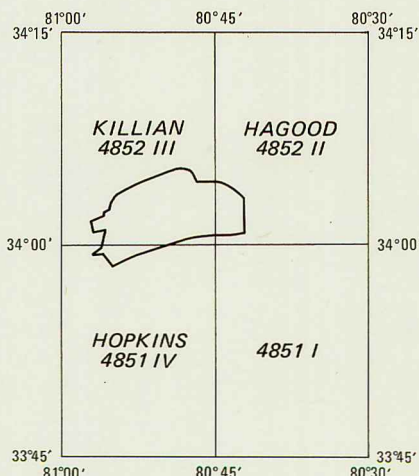 81°00′ 80°45′ 80°30′
34°15′ 34°15′
KILLIAN HAGOOD
4852 III 4852 II
34°00′ 34°00′
HOPKINS
4851 IV 4851 I
33°45′ 33°45′
81°00′ 80°45′ 80°30′